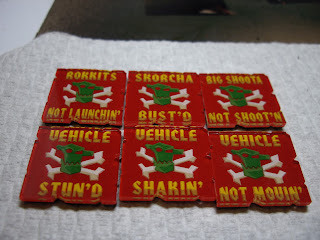 ROKKITS
NOT LAUNCHIN'
SKORCHA
BUST'D
BIG SHOOTA
NOT SHOOT'N
VEHICLE
STUN'D
VEHICLE
SHAKIN'
VEHICLE
NOT MOVIN'